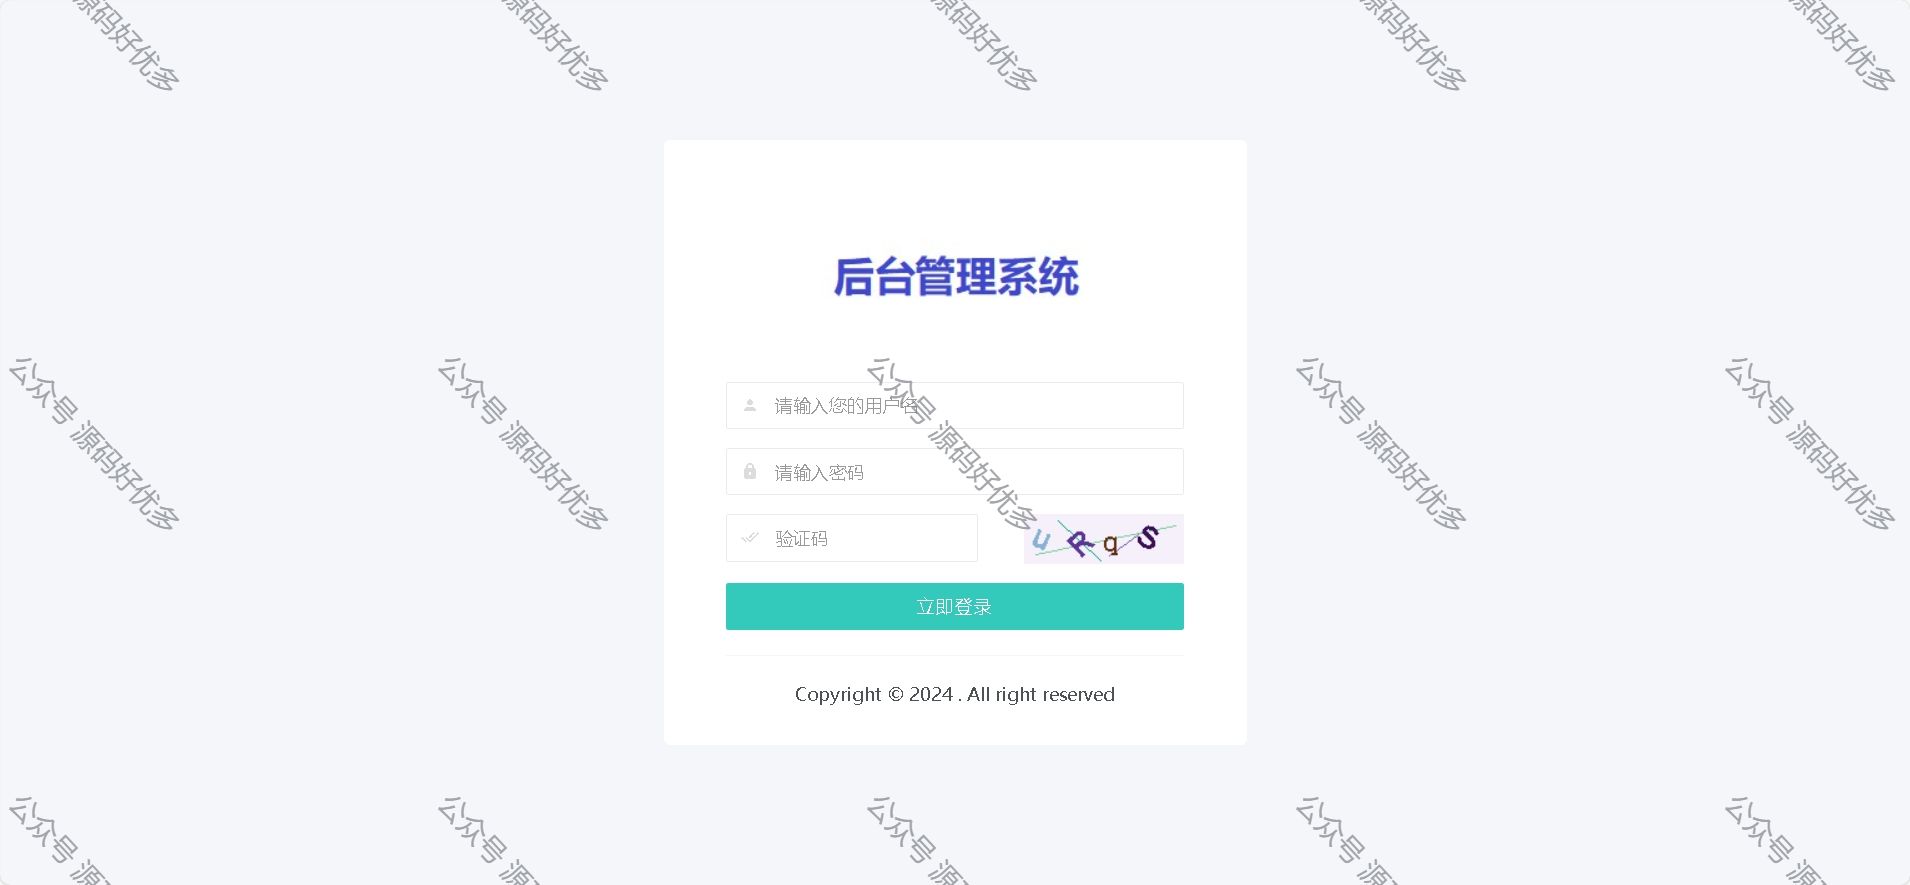 源码好优多
源码好优多
源码好优多
源码好优多
源码好优多
后台管理系统
公众号 源码好优多
公众号 源码好优多
公众号 源码好优多
公众号 源码好优多
公众号 源码好优多
请输入您的用户名
请输入密码
验证码
uRqS
立即登录
Copyright © 2024 . All right reserved
公众号 源
公众号 源
公众号 源
公众号 源
公众号 源